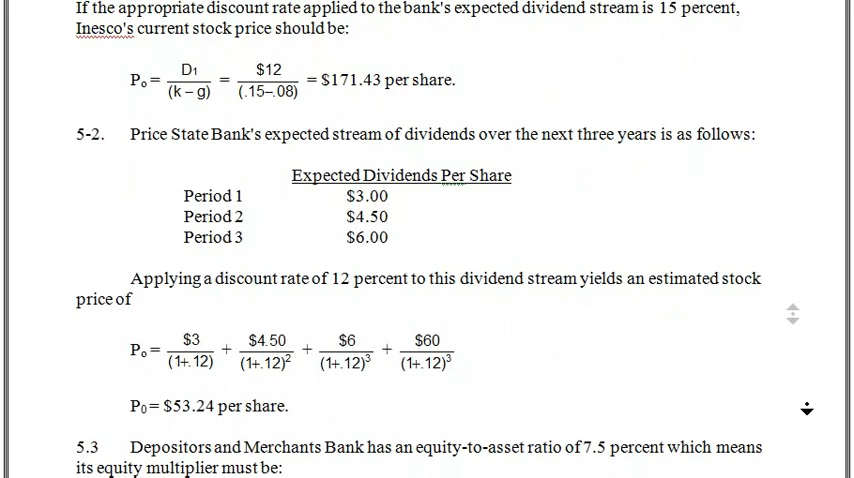 If the appropriate discount rate applied to the bank's expected dividend stream is 15 percent,
Inesco's current stock price should be:
P₀ = D₁ / (k – g) = $12 / (.15–.08) = $171.43 per share.
5-2. Price State Bank's expected stream of dividends over the next three years is as follows:
Expected Dividends Per Share
Period 1 $3.00
Period 2 $4.50
Period 3 $6.00
Applying a discount rate of 12 percent to this dividend stream yields an estimated stock
price of
P₀ = $3 / (1+.12) + $4.50 / (1+.12)² + $6 / (1+.12)³ + $60 / (1+.12)³
P₀ = $53.24 per share.
5.3 Depositors and Merchants Bank has an equity-to-asset ratio of 7.5 percent which means
its equity multiplier must be: